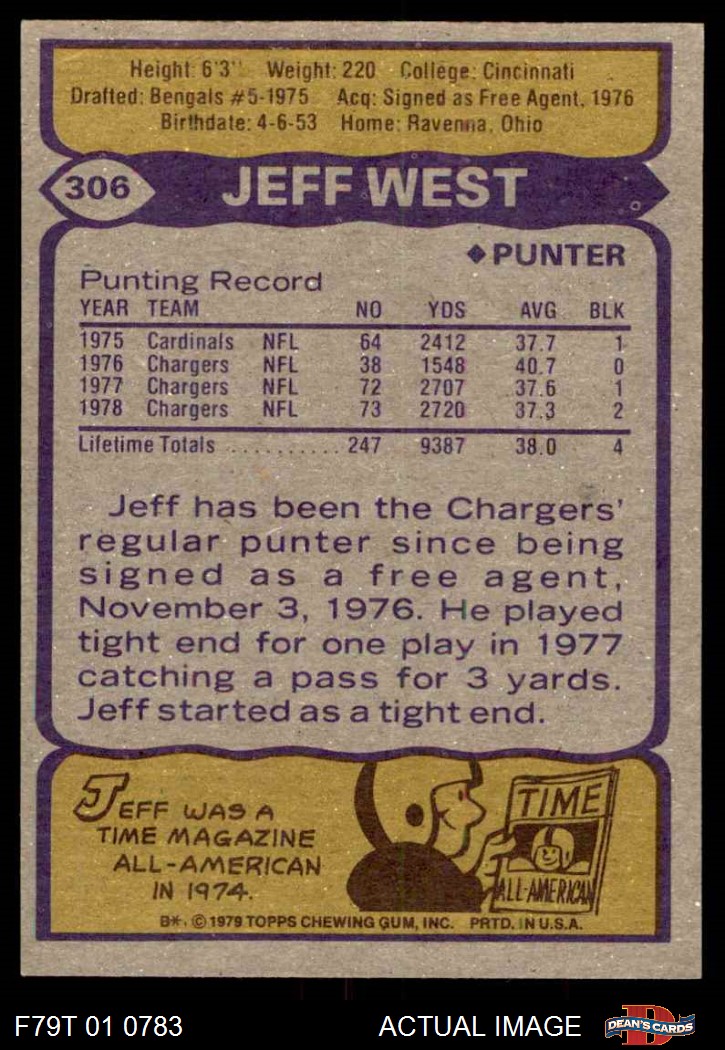 Height: 6'3" Weight: 220 College: Cincinnati
Drafted: Bengals #5-1975 Acq: Signed as Free Agent, 1976
Birthdate: 4-6-53 Home: Ravenna, Ohio
306 JEFF WEST
◆PUNTER
Punting Record
YEAR TEAM NO YDS AVG BLK
1975 Cardinals NFL 64 2412 37.7 1
1976 Chargers NFL 38 1548 40.7 0
1977 Chargers NFL 72 2707 37.6 1
1978 Chargers NFL 73 2720 37.3 2
Lifetime Totals .......... 247 9387 38.0 4
Jeff has been the Chargers'
regular punter since being
signed as a free agent,
November 3, 1976. He played
tight end for one play in 1977
catching a pass for 3 yards.
Jeff started as a tight end.
JEFF WAS A
TIME MAGAZINE
ALL-AMERICAN
IN 1974.
TIME
ALL-AMERICAN
B*. © 1979 TOPPS CHEWING GUM, INC. PRTD. IN U.S.A.
F79T 01 0783 ACTUAL IMAGE D DEAN'S CARDS